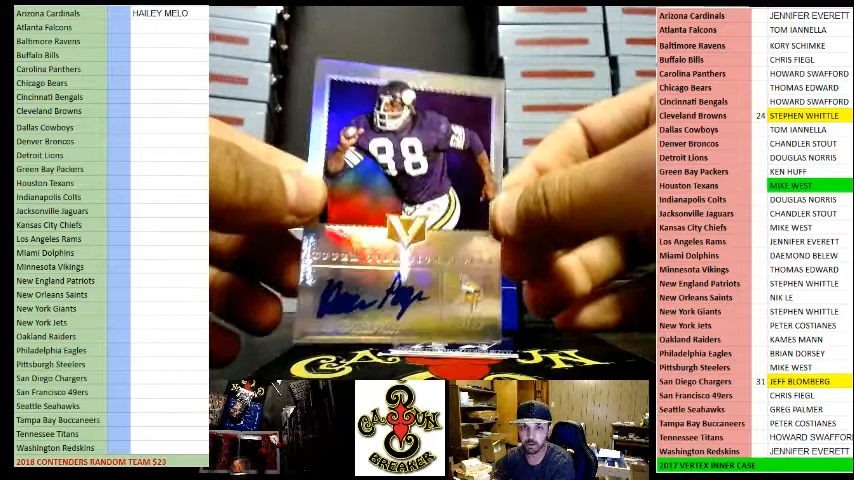 Arizona Cardinals HAILEY MELO
Atlanta Falcons
Baltimore Ravens
Buffalo Bills
Carolina Panthers
Chicago Bears
Cincinnati Bengals
Cleveland Browns
Dallas Cowboys
Denver Broncos
Detroit Lions
Green Bay Packers
Houston Texans
Indianapolis Colts
Jacksonville Jaguars
Kansas City Chiefs
Los Angeles Rams
Miami Dolphins
Minnesota Vikings
New England Patriots
New Orleans Saints
New York Giants
New York Jets
Oakland Raiders
Philadelphia Eagles
Pittsburgh Steelers
San Diego Chargers
San Francisco 49ers
Seattle Seahawks
Tampa Bay Buccaneers
Tennessee Titans
Washington Redskins
2018 CONTENDERS RANDOM TEAM $23
88
V
CAJUN
CAJUN
BREAKER
Arizona Cardinals JENNIFER EVERETT
Atlanta Falcons TOM IANNELLA
Baltimore Ravens KORY SCHIMKE
Buffalo Bills CHRIS FIEGL
Carolina Panthers HOWARD SWAFFORD
Chicago Bears THOMAS EDWARD
Cincinnati Bengals HOWARD SWAFFORD
Cleveland Browns 24 STEPHEN WHITTLE
Dallas Cowboys TOM IANNELLA
Denver Broncos CHANDLER STOUT
Detroit Lions DOUGLAS NORRIS
Green Bay Packers KEN HUFF
Houston Texans MIKE WEST
Indianapolis Colts DOUGLAS NORRIS
Jacksonville Jaguars CHANDLER STOUT
Kansas City Chiefs MIKE WEST
Los Angeles Rams JENNIFER EVERETT
Miami Dolphins DAEMOND BELEW
Minnesota Vikings THOMAS EDWARD
New England Patriots STEPHEN WHITTLE
New Orleans Saints NIK LE
New York Giants STEPHEN WHITTLE
New York Jets PETER COSTIANES
Oakland Raiders KAMES MANN
Philadelphia Eagles BRIAN DORSEY
Pittsburgh Steelers MIKE WEST
San Diego Chargers 31 JEFF BLOMBERG
San Francisco 49ers CHRIS FIEGL
Seattle Seahawks GREG PALMER
Tampa Bay Buccaneers PETER COSTIANES
Tennessee Titans HOWARD SWAFFOR
Washington Redskins JENNIFER EVERETT
2017 VERTEX INNER CASE